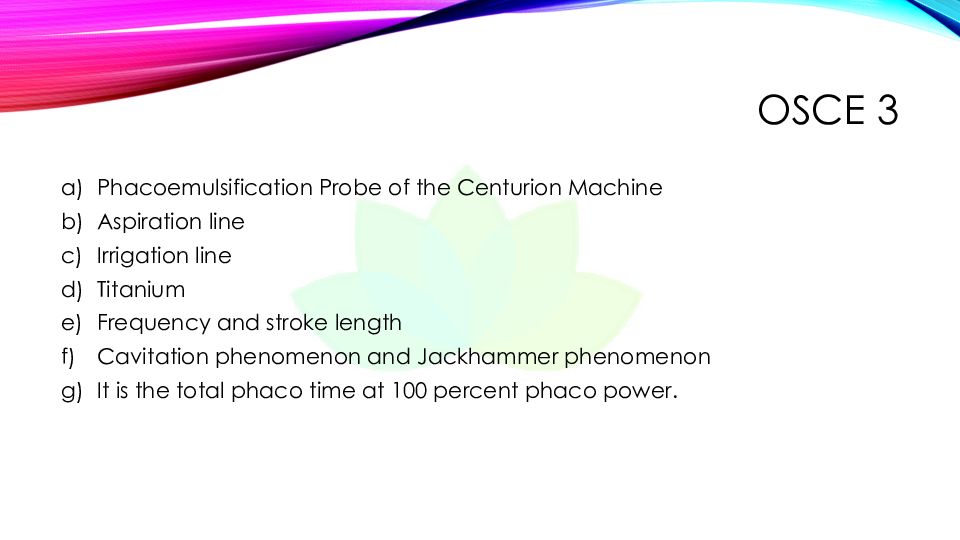 OSCE 3
a) Phacoemulsification Probe of the Centurion Machine
b) Aspiration line
c) Irrigation line
d) Titanium
e) Frequency and stroke length
f) Cavitation phenomenon and Jackhammer phenomenon
g) It is the total phaco time at 100 percent phaco power.